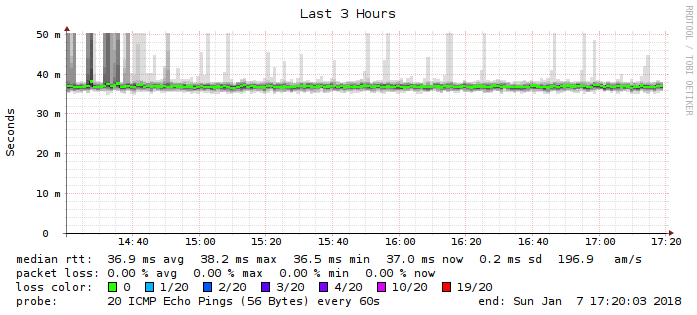 Last 3 Hours
RRDTOOL / TOBI OETIKER
Seconds
50 m
40 m
30 m
20 m
10 m
0
14:40 15:00 15:20 15:40 16:00 16:20 16:40 17:00 17:20
median rtt: 36.9 ms avg 38.2 ms max 36.5 ms min 37.0 ms now 0.2 ms sd 196.9 am/s
packet loss: 0.00 % avg 0.00 % max 0.00 % min 0.00 % now
loss color: 0 1/20 2/20 3/20 4/20 10/20 19/20
probe: 20 ICMP Echo Pings (56 Bytes) every 60s end: Sun Jan 7 17:20:03 2018